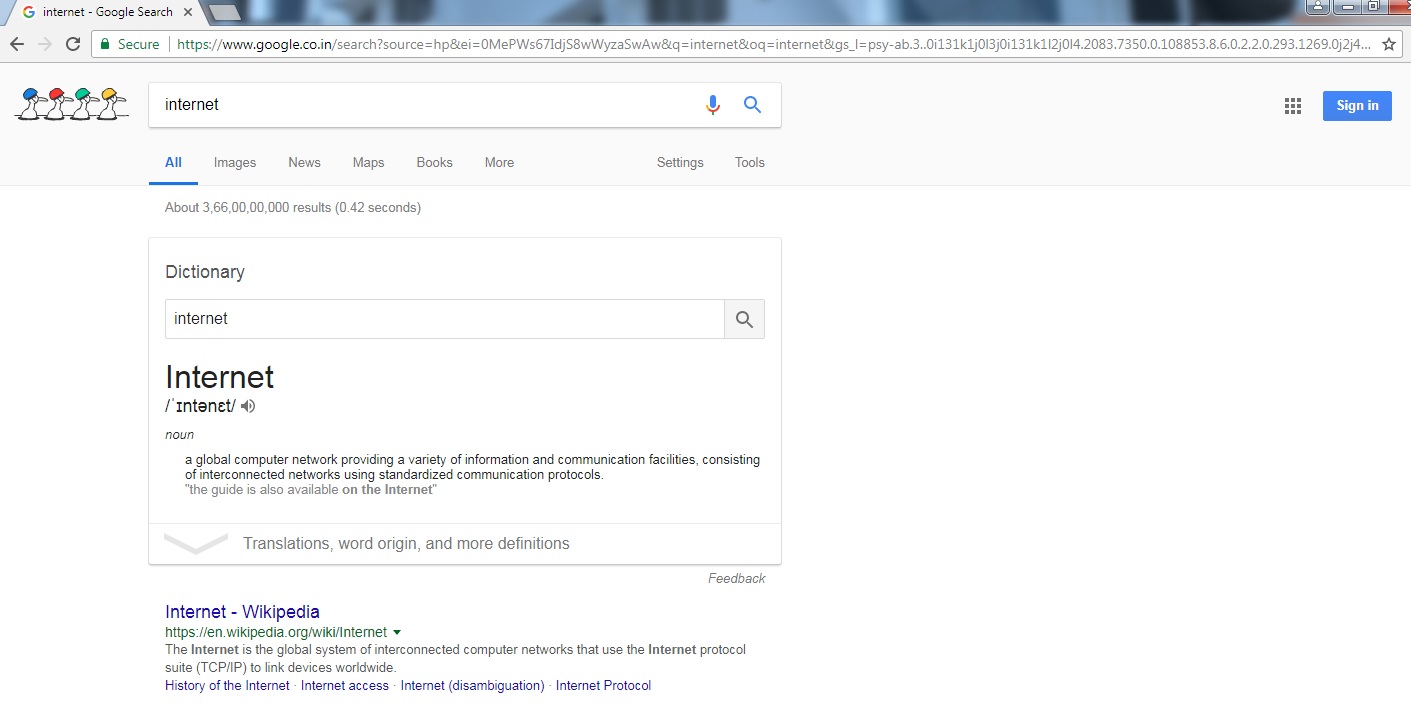 internet - Google Search
Secure https://www.google.co.in/search?source=hp&ei=0MePWs67IdjS8wWyzaSwAw&q=internet&oq=internet&gs_l=psy-ab.3..0i131k1j0l3j0i131k1l2j0l4.2083.7350.0.108853.8.6.0.2.2.0.293.1269.0j2j4...
internet
Sign in
All Images News Maps Books More Settings Tools
About 3,66,00,00,000 results (0.42 seconds)
Dictionary
internet
Internet
/ˈɪntənɛt/
noun
a global computer network providing a variety of information and communication facilities, consisting
of interconnected networks using standardized communication protocols.
"the guide is also available on the Internet"
Translations, word origin, and more definitions
Feedback
Internet - Wikipedia
https://en.wikipedia.org/wiki/Internet
The Internet is the global system of interconnected computer networks that use the Internet protocol
suite (TCP/IP) to link devices worldwide.
History of the Internet · Internet access · Internet (disambiguation) · Internet Protocol